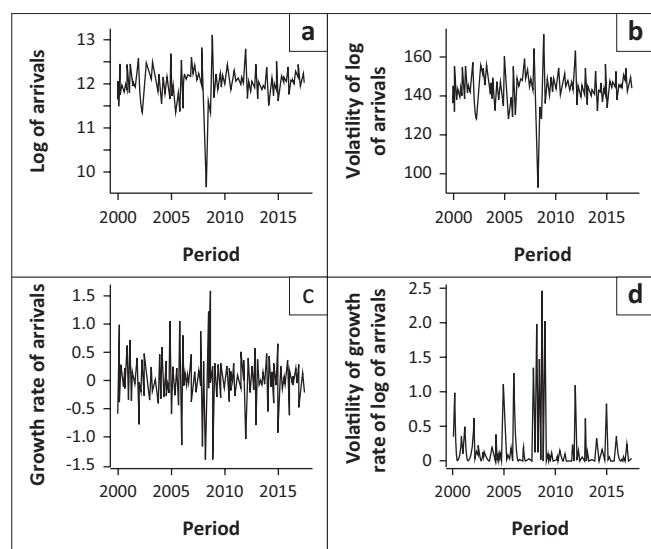 a
Log of arrivals
13
12
11
10
2000 2005 2010 2015
Period
b
Volatility of log
of arrivals
160
140
120
100
2000 2005 2010 2015
Period
c
Growth rate of arrivals
1.5
1.0
0.5
0
-0.5
-1.0
-1.5
2000 2005 2010 2015
Period
d
Volatility of growth
rate of log of arrivals
2.5
2.0
1.5
1.0
0.5
0
2000 2005 2010 2015
Period